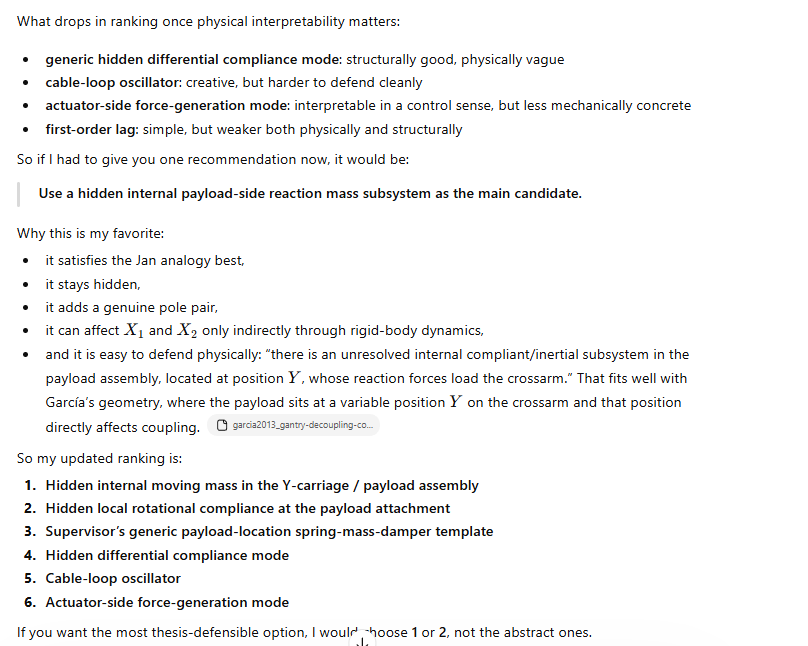 What drops in ranking once physical interpretability matters:
• generic hidden differential compliance mode: structurally good, physically vague
• cable-loop oscillator: creative, but harder to defend cleanly
• actuator-side force-generation mode: interpretable in a control sense, but less mechanically concrete
• first-order lag: simple, but weaker both physically and structurally
So if I had to give you one recommendation now, it would be:
Use a hidden internal payload-side reaction mass subsystem as the main candidate.
Why this is my favorite:
• it satisfies the Jan analogy best,
• it stays hidden,
• it adds a genuine pole pair,
• it can affect X₁ and X₂ only indirectly through rigid-body dynamics,
• and it is easy to defend physically: “there is an unresolved internal compliant/inertial subsystem in the
payload assembly, located at position Y, whose reaction forces load the crossarm.” That fits well with
García’s geometry, where the payload sits at a variable position Y on the crossarm and that position
directly affects coupling. garcia2013_gantry-decoupling-co...
So my updated ranking is:
1. Hidden internal moving mass in the Y-carriage / payload assembly
2. Hidden local rotational compliance at the payload attachment
3. Supervisor’s generic payload-location spring-mass-damper template
4. Hidden differential compliance mode
5. Cable-loop oscillator
6. Actuator-side force-generation mode
If you want the most thesis-defensible option, I would choose 1 or 2, not the abstract ones.